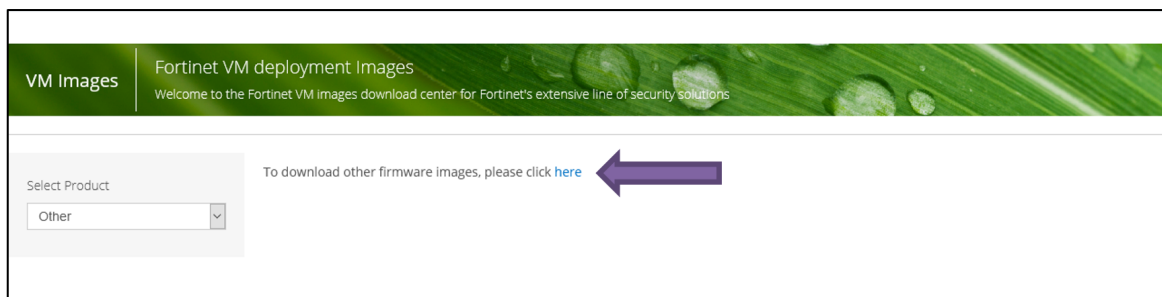 VM Images
Fortinet VM deployment Images
Welcome to the Fortinet VM images download center for Fortinet's extensive line of security solutions
Select Product
Other
To download other firmware images, please click here